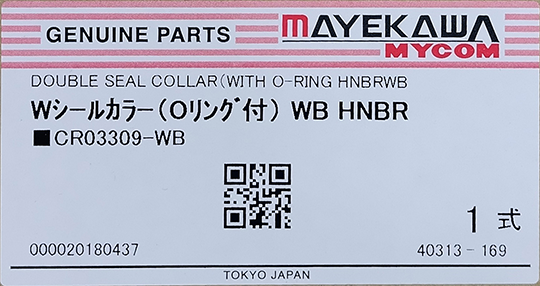 GENUINE PARTS
MAYEKAWA
MYCOM
DOUBLE SEAL COLLAR(WITH O-RING HNBRWB
Wシールカラー(Oリング付) WB HNBR
■CR03309-WB
1 式
000020180437
40313-169
TOKYO JAPAN